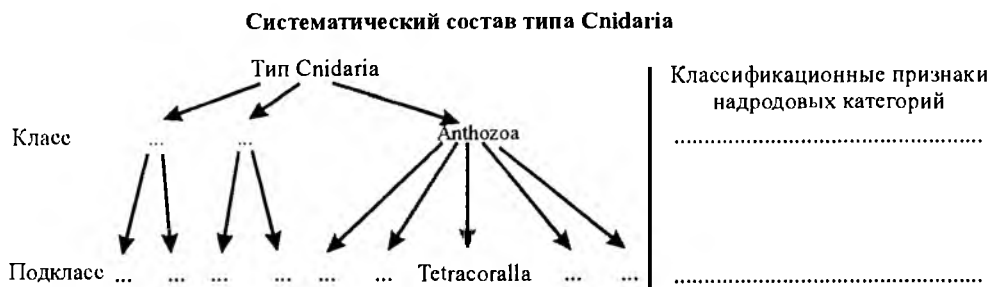 Систематический состав типа Cnidaria
Тип Cnidaria
Классификационные признаки
надродовых категорий
Класс ... ... Anthozoa ................................................
Подкласс ... ... ... ... ... ... Tetracoralla ... ... ................................................